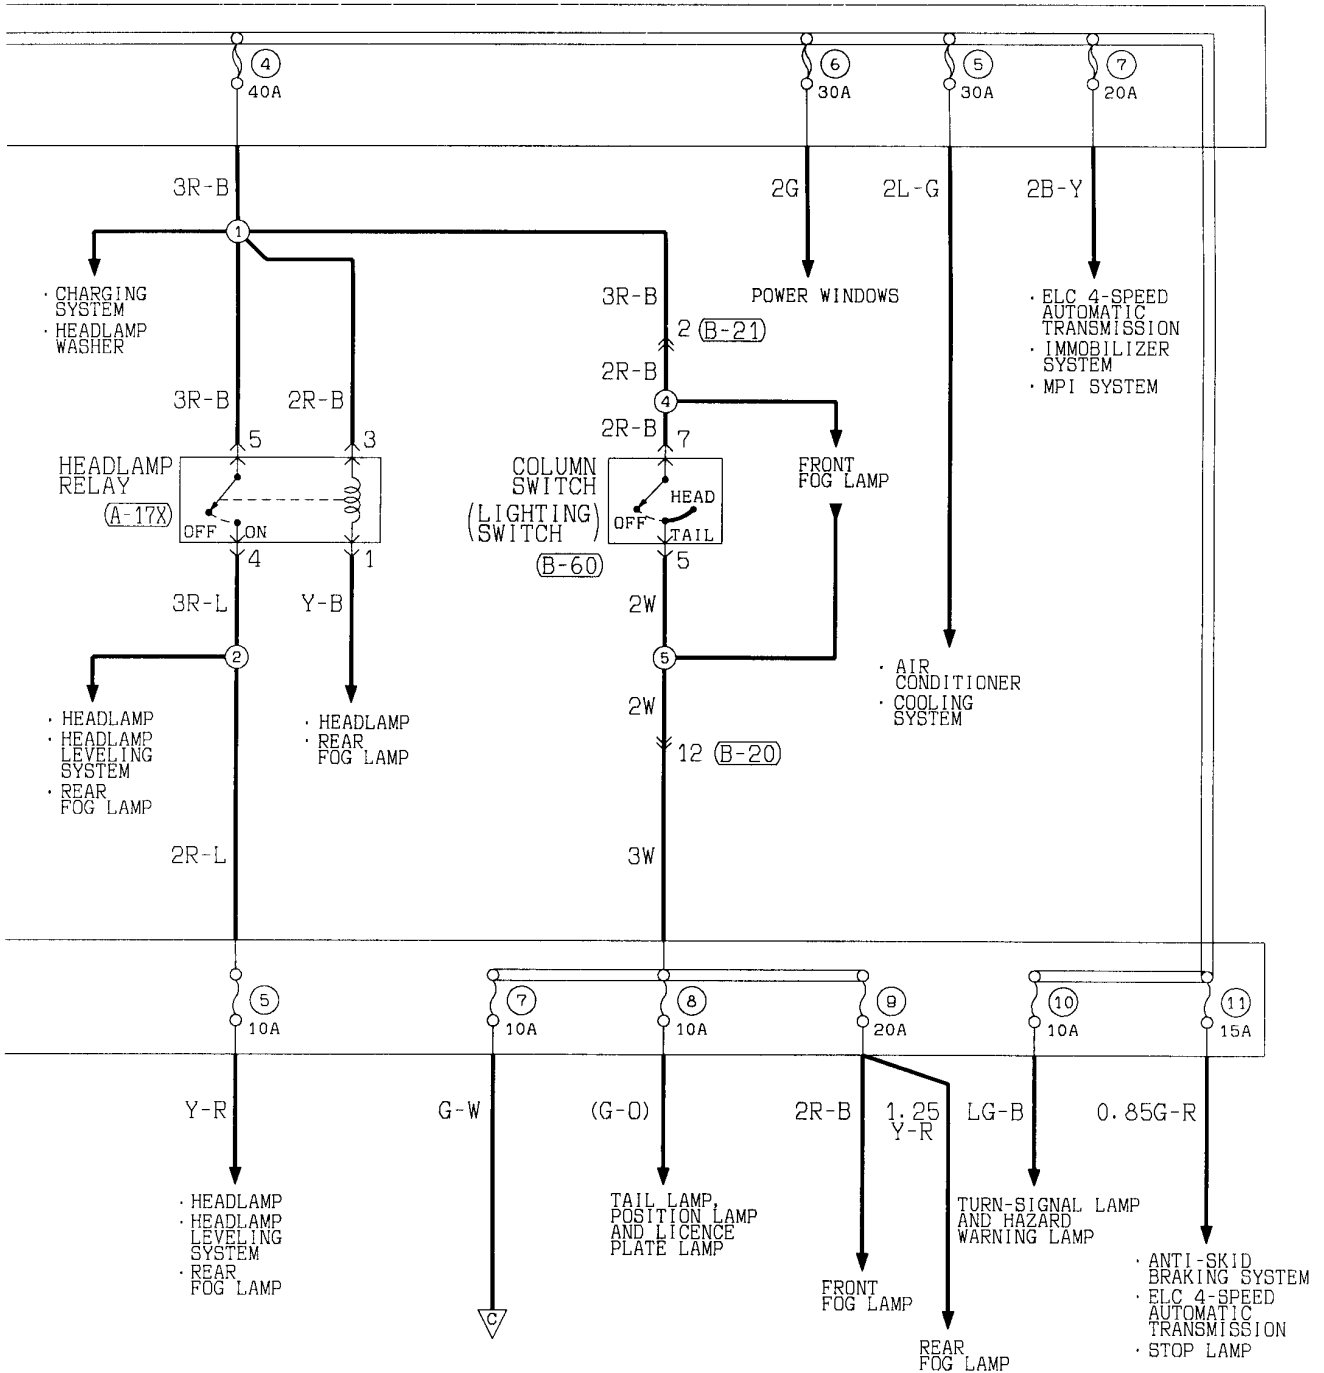 4
40A
6
30A
5
30A
7
20A
3R-B
2G
2L-G
2B-Y
1
· CHARGING
SYSTEM
· HEADLAMP
WASHER
3R-B
POWER WINDOWS
· ELC 4-SPEED
AUTOMATIC
TRANSMISSION
· IMMOBILIZER
SYSTEM
· MPI SYSTEM
2 (B-21)
2R-B
3R-B
2R-B
4
2R-B
5
3
7
HEADLAMP
RELAY
(A-17X)
OFF
ON
COLUMN
SWITCH
(LIGHTING)
SWITCH
HEAD
OFF
TAIL
FRONT
FOG LAMP
4
1
(B-60)
5
3R-L
Y-B
2W
2
5
2W
· HEADLAMP
· HEADLAMP
LEVELING
SYSTEM
· REAR
FOG LAMP
· HEADLAMP
· REAR
FOG LAMP
· AIR
CONDITIONER
· COOLING
SYSTEM
12 (B-20)
2R-L
3W
5
10A
7
10A
8
10A
9
20A
10
10A
11
15A
Y-R
G-W
(G-O)
2R-B
1.25
Y-R
LG-B
0.85G-R
· HEADLAMP
· HEADLAMP
LEVELING
SYSTEM
· REAR
FOG LAMP
C
TAIL LAMP,
POSITION LAMP
AND LICENCE
PLATE LAMP
FRONT
FOG LAMP
REAR
FOG LAMP
TURN-SIGNAL LAMP
AND HAZARD
WARNING LAMP
· ANTI-SKID
BRAKING SYSTEM
· ELC 4-SPEED
AUTOMATIC
TRANSMISSION
· STOP LAMP